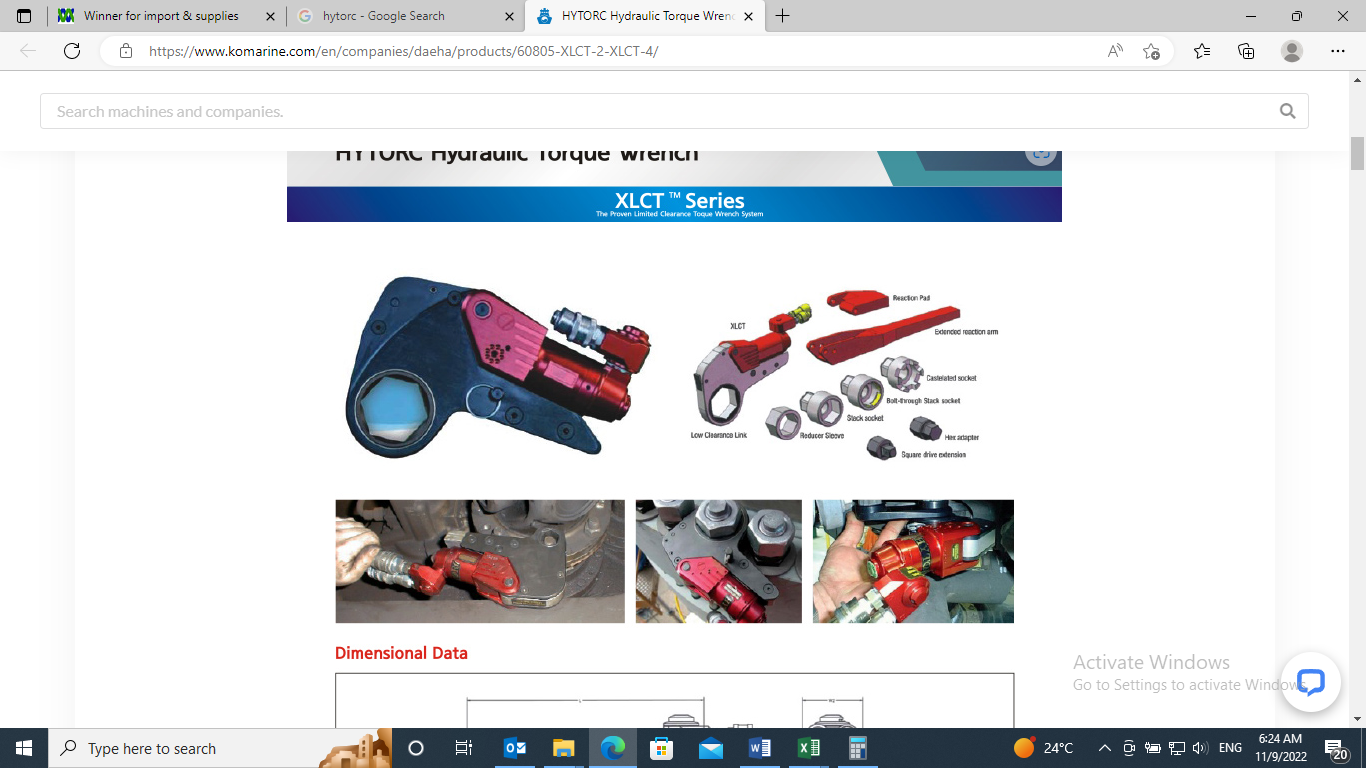 Winner for import & supplies
hytorc - Google Search
HYTORC Hydraulic Torque Wren
https://www.komarine.com/en/companies/daeha/products/60805-XLCT-2-XLCT-4/
Search machines and companies.
HYTORC Hydraulic Torque Wrench
XLCT™ Series
The Proven Limited Clearance Toque Wrench System
Reaction Pad
XLCT
Extended reaction arm
Castelated socket
Bolt-through Stack socket
Stack socket
Low Clearance Link
Reducer Sleeve
Hex adapter
Square drive extension
Dimensional Data
Activate Windows
Go to Settings to activate Windows.
Type here to search
24°C
ENG
6:24 AM
11/9/2022
20